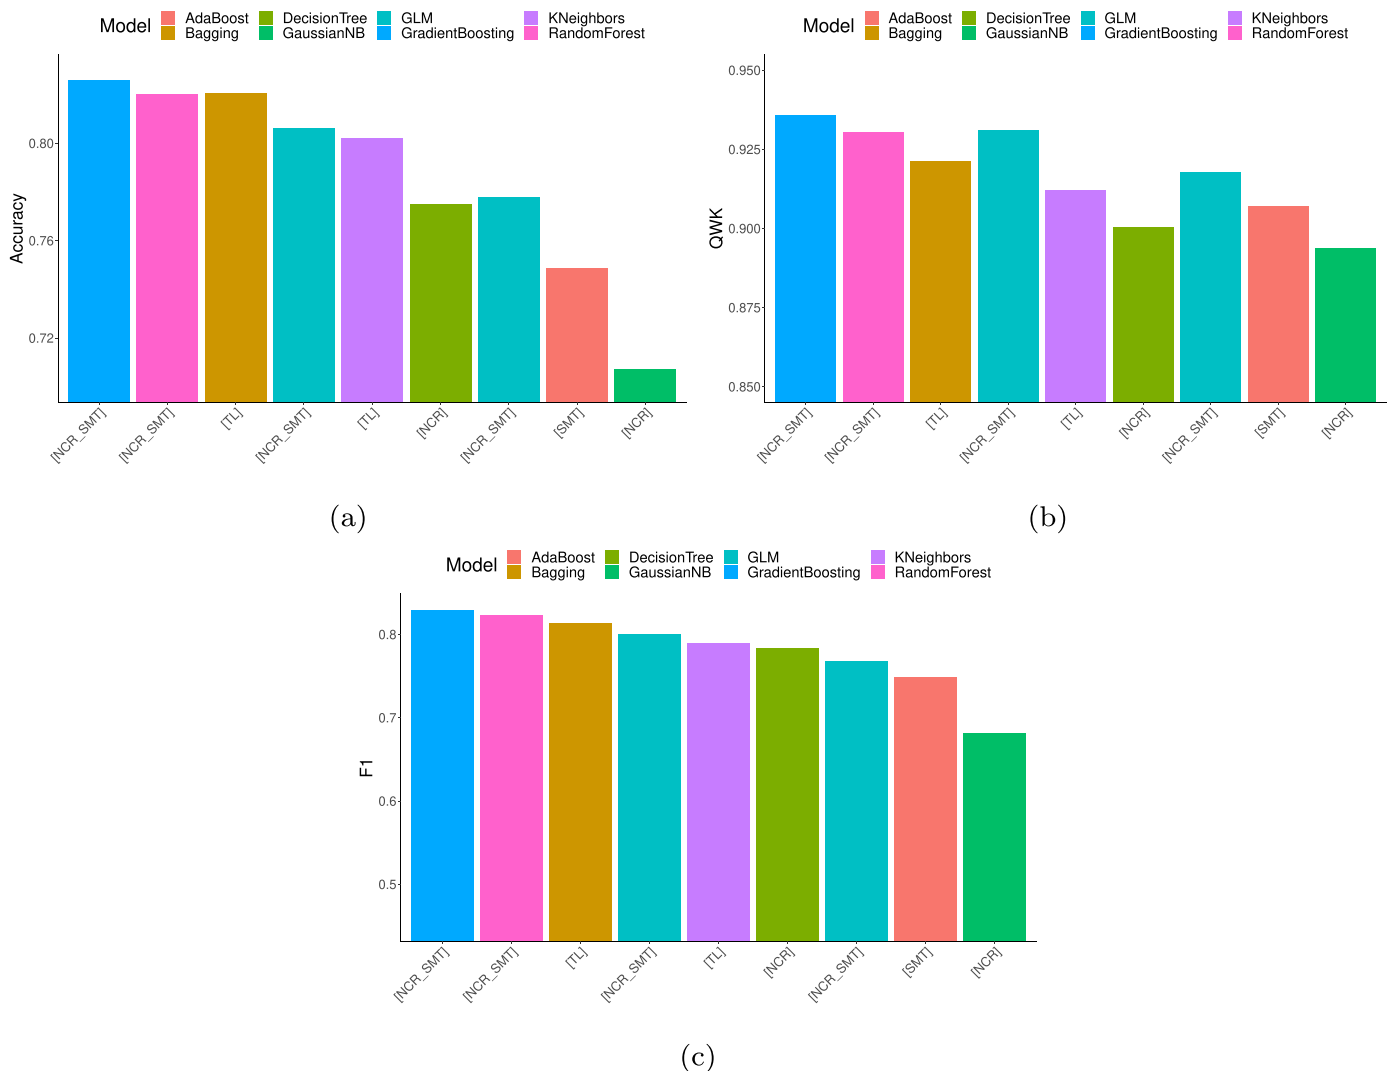 Model AdaBoost DecisionTree GLM KNeighbors
Bagging GaussianNB GradientBoosting RandomForest
Accuracy
0.80
0.76
0.72
[NCR_SMT] [NCR_SMT] [TL] [NCR_SMT] [TL] [NCR] [NCR_SMT] [SMT] [NCR]
(a)
Model AdaBoost DecisionTree GLM KNeighbors
Bagging GaussianNB GradientBoosting RandomForest
QWK
0.950
0.925
0.900
0.875
0.850
[NCR_SMT] [NCR_SMT] [TL] [NCR_SMT] [TL] [NCR] [NCR_SMT] [SMT] [NCR]
(b)
Model AdaBoost DecisionTree GLM KNeighbors
Bagging GaussianNB GradientBoosting RandomForest
F1
0.8
0.7
0.6
0.5
[NCR_SMT] [NCR_SMT] [TL] [NCR_SMT] [TL] [NCR] [NCR_SMT] [SMT] [NCR]
(c)